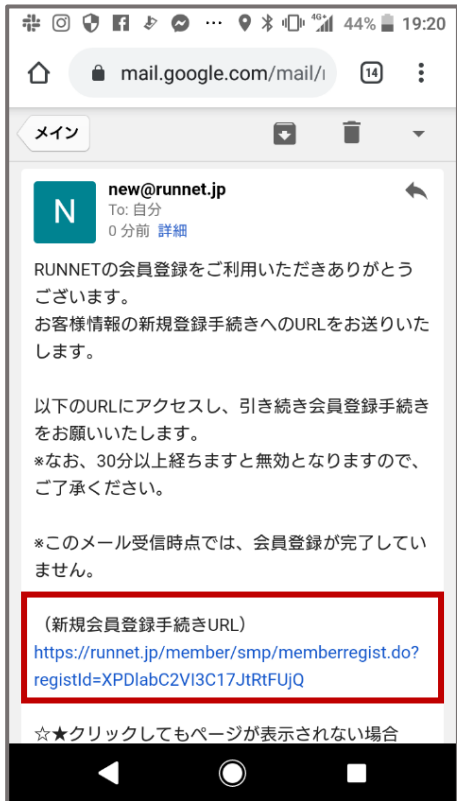 44% 19:20
mail.google.com/mail/ 14
メイン
N
new@runnet.jp
To: 自分
0 分前 詳細
RUNNETの会員登録をご利用いただきありがとう
ございます。
お客様情報の新規登録手続きへのURLをお送りいた
します。
以下のURLにアクセスし、引き続き会員登録手続き
をお願いいたします。
*なお、30分以上経ちますと無効となりますので、
ご了承ください。
*このメール受信時点では、会員登録が完了してい
ません。
（新規会員登録手続きURL）
https://runnet.jp/member/smp/memberregist.do?
registId=XPDlabC2VI3C17JtRtFUjQ
☆★クリックしてもページが表示されない場合